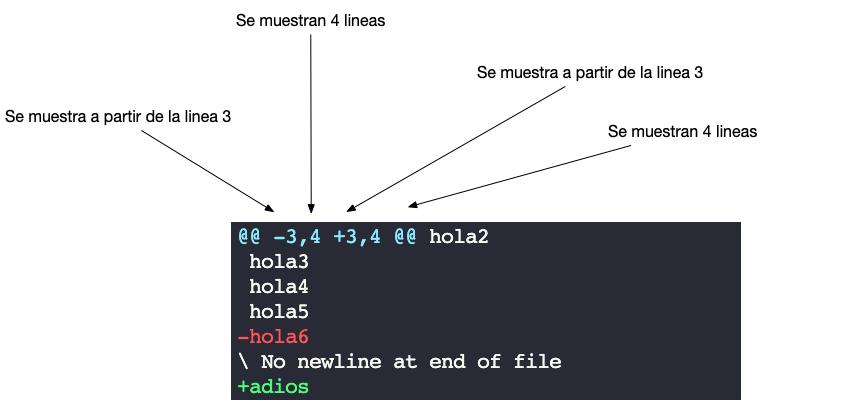 Se muestran 4 lineas
Se muestra a partir de la linea 3
Se muestran 4 lineas
Se muestra a partir de la linea 3
@@ -3,4 +3,4 @@ hola2
 hola3
 hola4
 hola5
-hola6
\ No newline at end of file
+adios